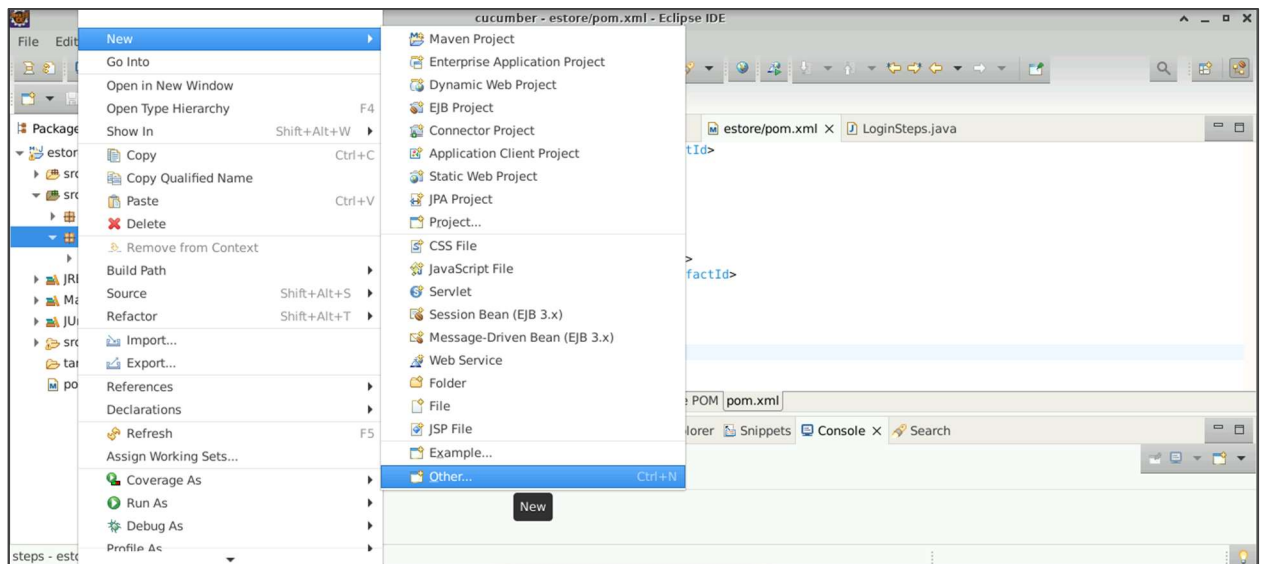 cucumber - estore/pom.xml - Eclipse IDE
File Edit
New
Go Into
Open in New Window
Open Type Hierarchy F4
Show In Shift+Alt+W
Copy Ctrl+C
Copy Qualified Name
Paste Ctrl+V
Delete
Remove from Context
Build Path
Source Shift+Alt+S
Refactor Shift+Alt+T
Import...
Export...
References
Declarations
Refresh F5
Assign Working Sets...
Coverage As
Run As
Debug As
Profile As
Maven Project
Enterprise Application Project
Dynamic Web Project
EJB Project
Connector Project
Application Client Project
Static Web Project
JPA Project
Project...
CSS File
JavaScript File
Servlet
Session Bean (EJB 3.x)
Message-Driven Bean (EJB 3.x)
Web Service
Folder
File
JSP File
Example...
Other... Ctrl+N
New
Package
estor
src
src
JRE
Ma
JU
src
tar
po
steps - esto
estore/pom.xml LoginSteps.java
tId>
>
factId>
POM pom.xml
lorer Snippets Console Search